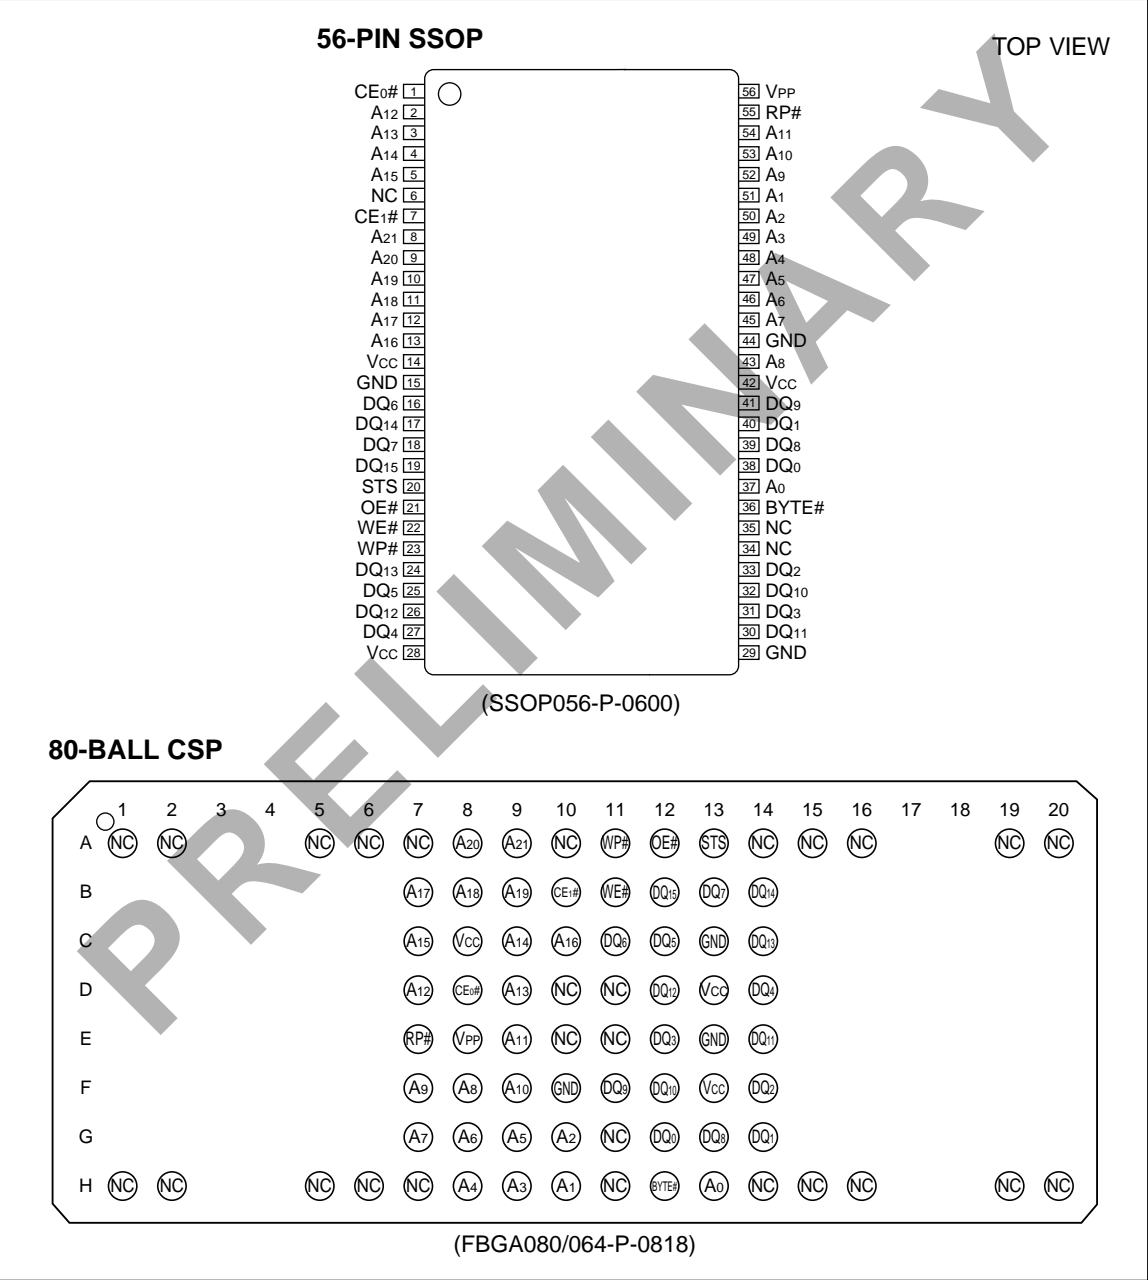 56-PIN SSOP
TOP VIEW
CE0# 1 56 VPP
A12 2 55 RP#
A13 3 54 A11
A14 4 53 A10
A15 5 52 A9
NC 6 51 A1
CE1# 7 50 A2
A21 8 49 A3
A20 9 48 A4
A19 10 47 A5
A18 11 46 A6
A17 12 45 A7
A16 13 44 GND
VCC 14 43 A8
GND 15 42 VCC
DQ6 16 41 DQ9
DQ14 17 40 DQ1
DQ7 18 39 DQ8
DQ15 19 38 DQ0
STS 20 37 A0
OE# 21 36 BYTE#
WE# 22 35 NC
WP# 23 34 NC
DQ13 24 33 DQ2
DQ5 25 32 DQ10
DQ12 26 31 DQ3
DQ4 27 30 DQ11
VCC 28 29 GND
(SSOP056-P-0600)
80-BALL CSP
1 2 3 4 5 6 7 8 9 10 11 12 13 14 15 16 17 18 19 20
A NC NC NC NC NC A20 A21 NC WP# OE# STS NC NC NC NC NC
B A17 A18 A19 CE1# WE# DQ15 DQ7 DQ14
C A15 VCC A14 A16 DQ6 DQ5 GND DQ13
D A12 CE0# A13 NC NC DQ12 VCC DQ4
E RP# VPP A11 NC NC DQ3 GND DQ11
F A9 A8 A10 GND DQ9 DQ10 VCC DQ2
G A7 A6 A5 A2 NC DQ0 DQ8 DQ1
H NC NC NC NC NC A4 A3 A1 NC BYTE# A0 NC NC NC NC NC
(FBGA080/064-P-0818)
PRELIMINARY